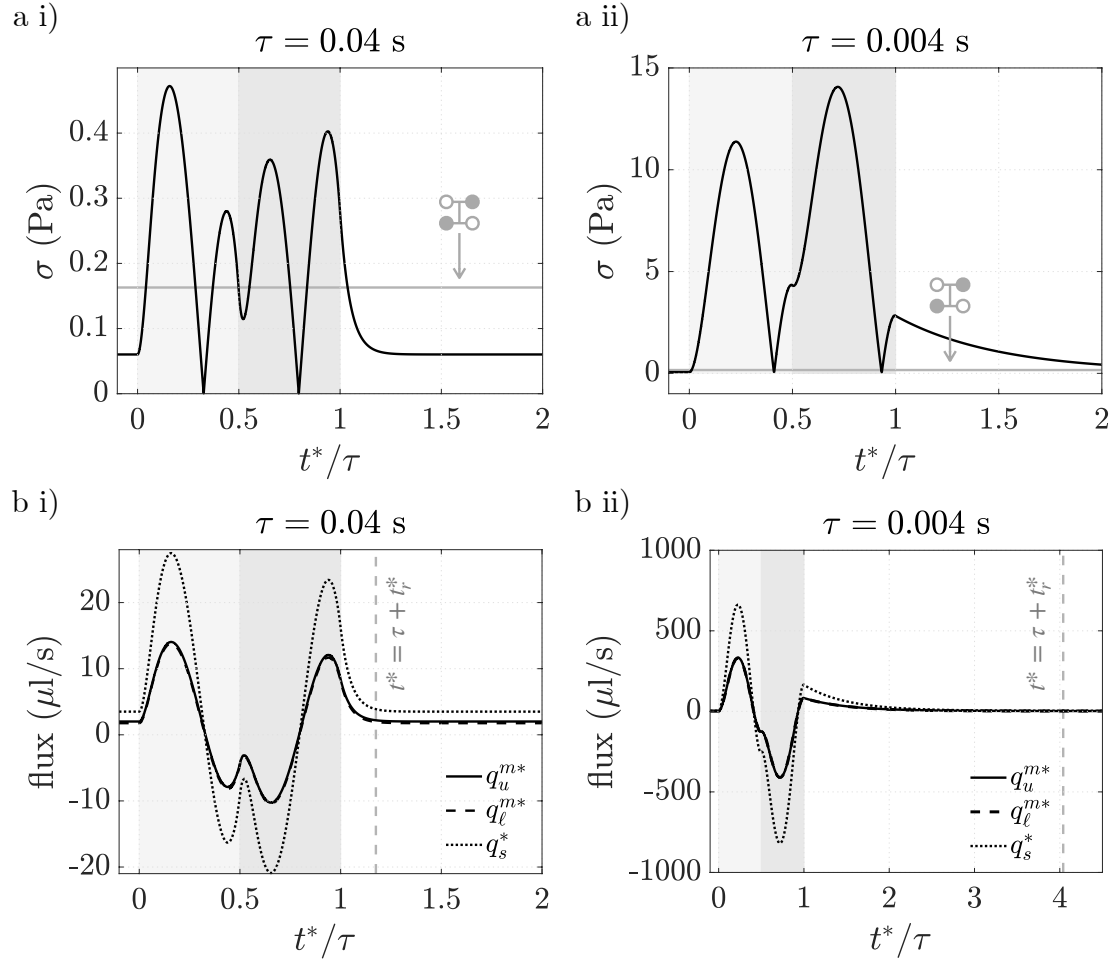 a i)
τ = 0.04 s
σ (Pa)
0.4
0.3
0.2
0.1
0
0
0.5
1
1.5
2
t*/τ
a ii)
τ = 0.004 s
σ (Pa)
15
10
5
0
0
0.5
1
1.5
2
t*/τ
b i)
τ = 0.04 s
flux (μl/s)
20
10
0
-10
-20
t* = τ + t_r*
q_u^{m*}
q_ℓ^{m*}
q_s^*
0
0.5
1
1.5
2
t*/τ
b ii)
τ = 0.004 s
flux (μl/s)
1000
500
0
-500
-1000
t* = τ + t_r*
q_u^{m*}
q_ℓ^{m*}
q_s^*
0
1
2
3
4
t*/τ